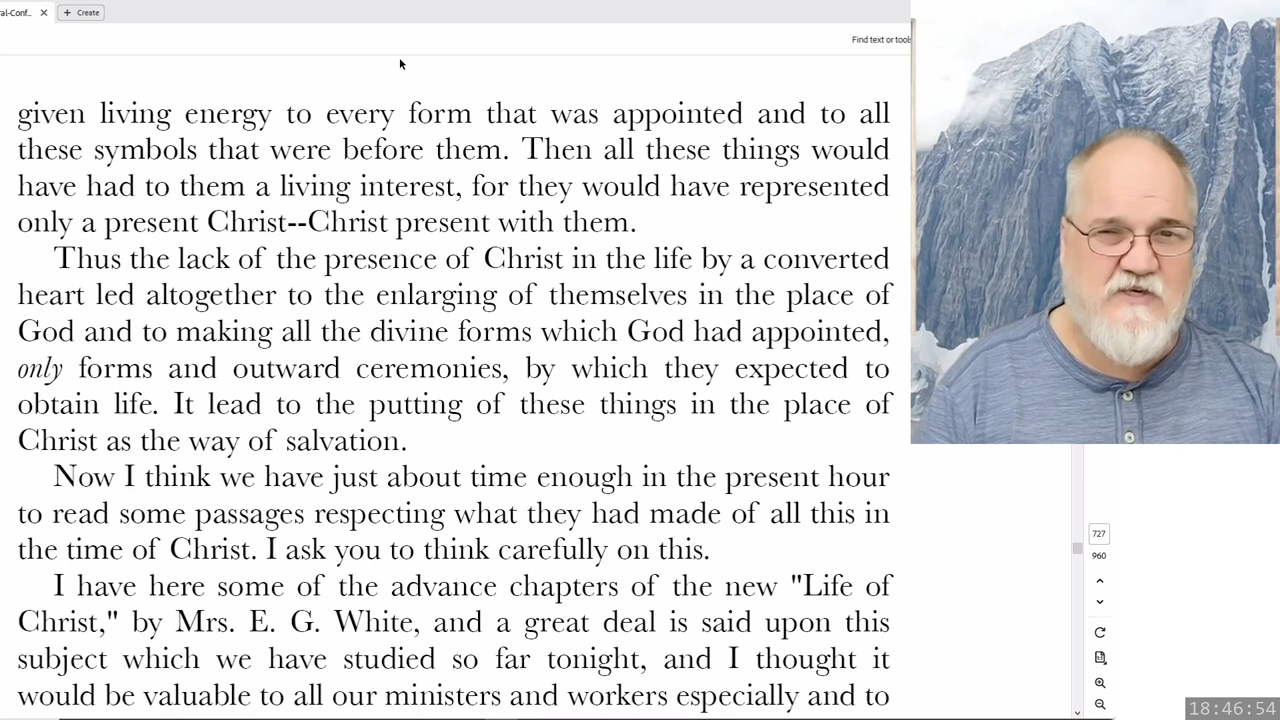 al-Conf..
Create
Find text or tools
given living energy to every form that was appointed and to all
these symbols that were before them. Then all these things would
have had to them a living interest, for they would have represented
only a present Christ--Christ present with them.
Thus the lack of the presence of Christ in the life by a converted
heart led altogether to the enlarging of themselves in the place of
God and to making all the divine forms which God had appointed,
only forms and outward ceremonies, by which they expected to
obtain life. It lead to the putting of these things in the place of
Christ as the way of salvation.
Now I think we have just about time enough in the present hour
to read some passages respecting what they had made of all this in
the time of Christ. I ask you to think carefully on this.
I have here some of the advance chapters of the new "Life of
Christ," by Mrs. E. G. White, and a great deal is said upon this
subject which we have studied so far tonight, and I thought it
would be valuable to all our ministers and workers especially and to
727
960
18:46:54